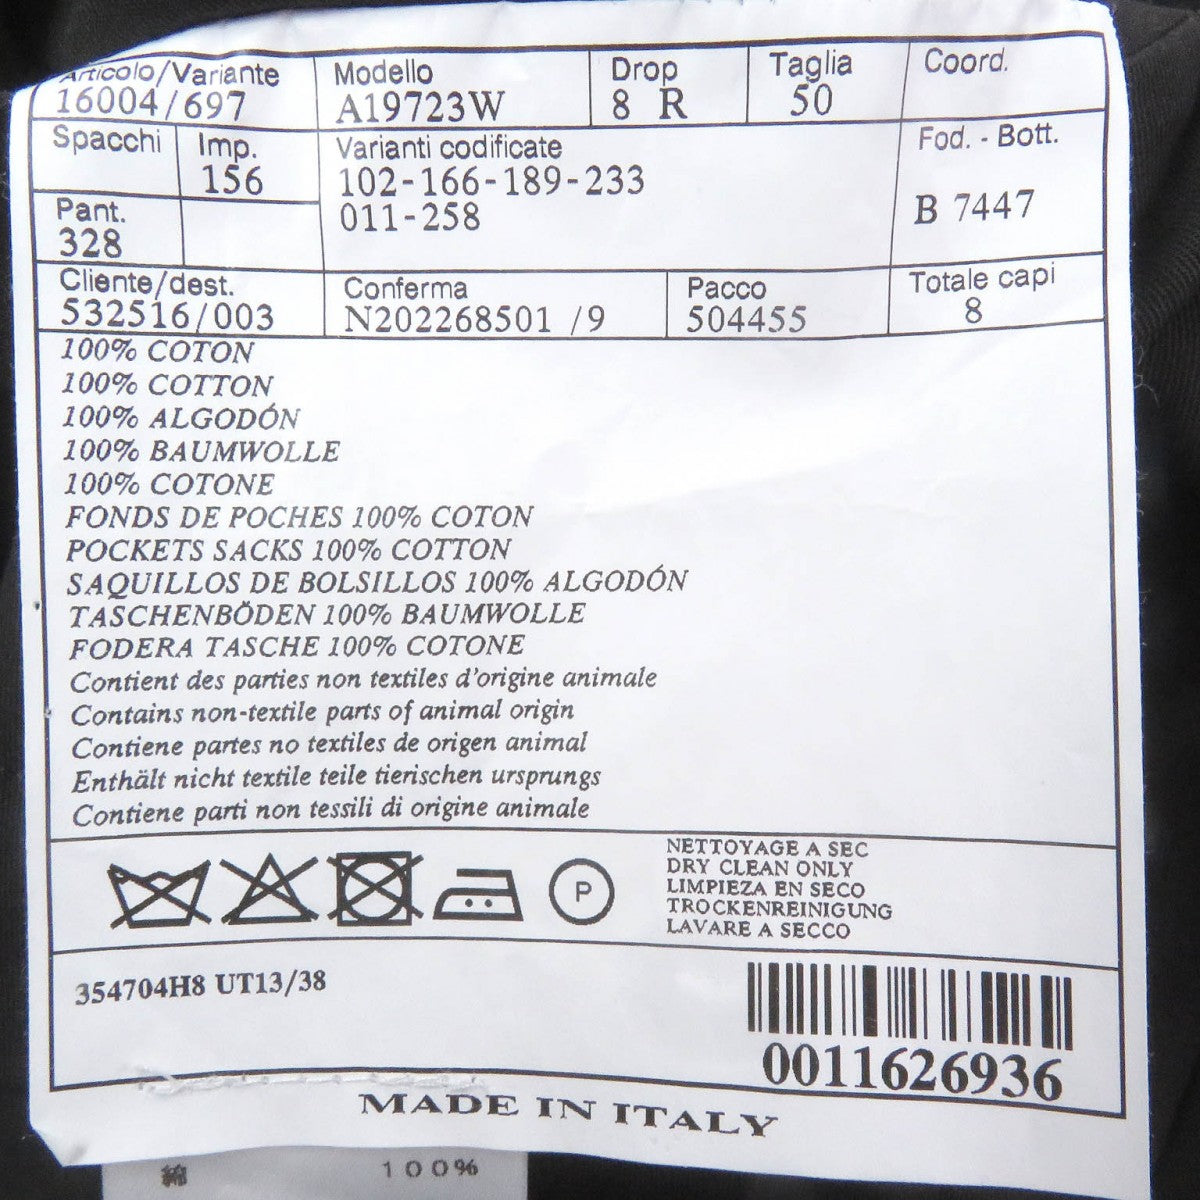 Articolo/Variante Modello Drop Taglia Coord.
16004/697 A19723W 8 R 50
Spacchi Imp. Varianti codificate Fod. - Bott.
156 102-166-189-233
Pant. 011-258 B 7447
328
Cliente/dest. Conferma Pacco Totale capi
532516/003 N202268501 /9 504455 8
100% COTON
100% COTTON
100% ALGODÓN
100% BAUMWOLLE
100% COTONE
FONDS DE POCHES 100% COTON
POCKETS SACKS 100% COTTON
SAQUILLOS DE BOLSILLOS 100% ALGODÓN
TASCHENBÖDEN 100% BAUMWOLLE
FODERA TASCHE 100% COTONE
Contient des parties non textiles d'origine animale
Contains non-textile parts of animal origin
Contiene partes no textiles de origen animal
Enthält nicht textile teile tierischen ursprungs
Contiene parti non tessili di origine animale
P
NETTOYAGE A SEC
DRY CLEAN ONLY
LIMPIEZA EN SECO
TROCKENREINIGUNG
LAVARE A SECCO
354704H8 UT13/38
0011626936
MADE IN ITALY
綿 100%